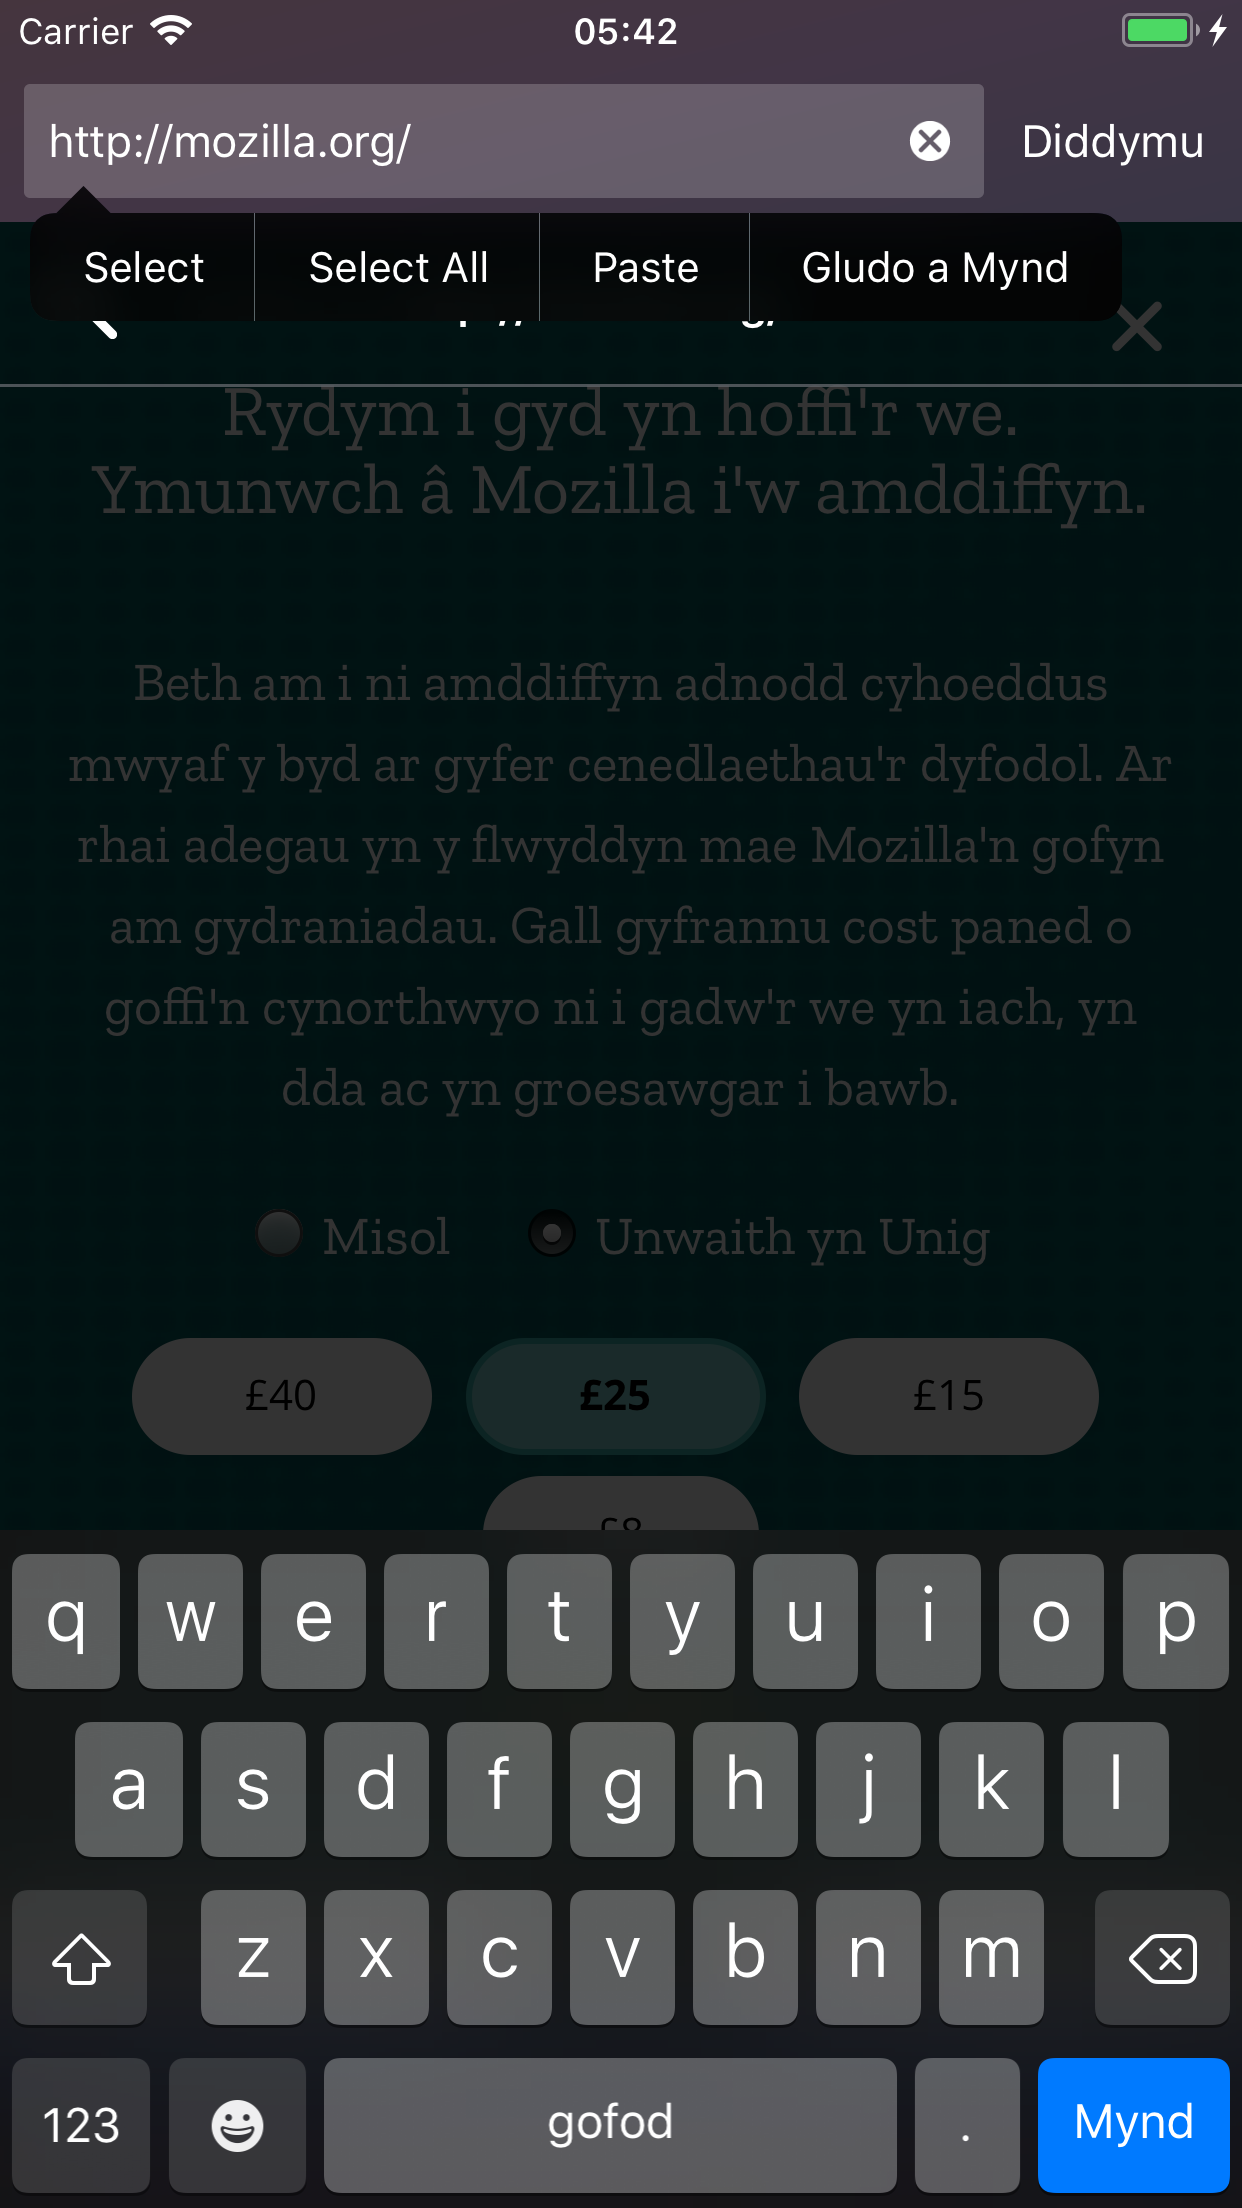 Carrier 05:42
http://mozilla.org/ Diddymu
Select Select All Paste Gludo a Mynd
Rydym i gyd yn hoffi'r we.
Ymunwch â Mozilla i'w amddiffyn.
Beth am i ni amddiffyn adnodd cyhoeddus
mwyaf y byd ar gyfer cenedlaethau'r dyfodol. Ar
rhai adegau yn y flwyddyn mae Mozilla'n gofyn
am gydraniadau. Gall gyfrannu cost paned o
goffi'n cynorthwyo ni i gadw'r we yn iach, yn
dda ac yn groesawgar i bawb.
Misol Unwaith yn Unig
£40 £25 £15
£8
q w e r t y u i o p
a s d f g h j k l
z x c v b n m
123 gofod . Mynd